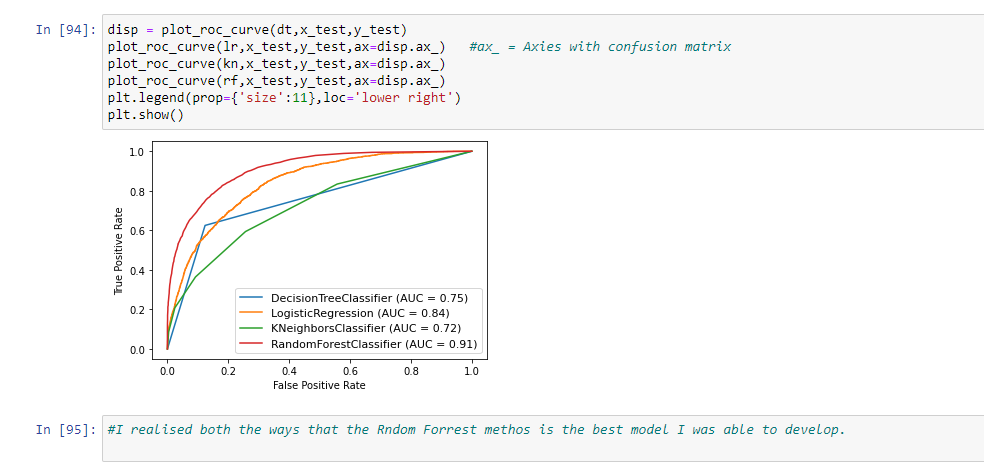 In [94]: disp = plot_roc_curve(dt,x_test,y_test)
plot_roc_curve(lr,x_test,y_test,ax=disp.ax_)   #ax_ = Axies with confusion matrix
plot_roc_curve(kn,x_test,y_test,ax=disp.ax_)
plot_roc_curve(rf,x_test,y_test,ax=disp.ax_)
plt.legend(prop={'size':11},loc='lower right')
plt.show()
1.0
0.8
0.6
0.4
0.2
0.0
True Positive Rate
DecisionTreeClassifier (AUC = 0.75)
LogisticRegression (AUC = 0.84)
KNeighborsClassifier (AUC = 0.72)
RandomForestClassifier (AUC = 0.91)
0.0 0.2 0.4 0.6 0.8 1.0
False Positive Rate
In [95]: #I realised both the ways that the Rndom Forrest methos is the best model I was able to develop.